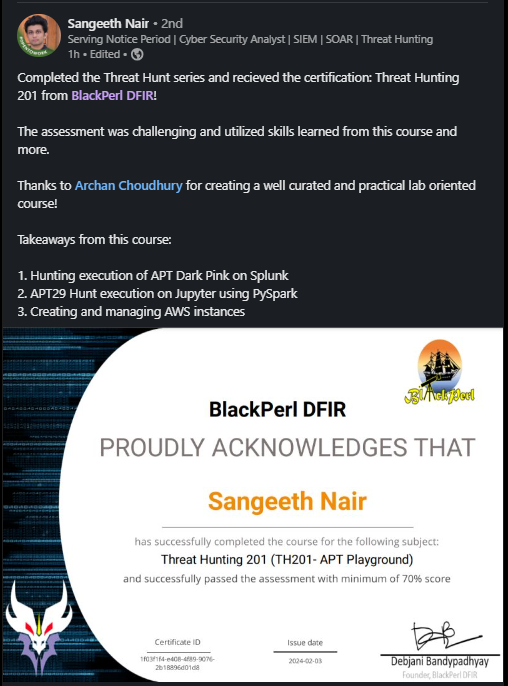 Sangeeth Nair • 2nd
Serving Notice Period | Cyber Security Analyst | SIEM | SOAR | Threat Hunting
1h • Edited •
Completed the Threat Hunt series and recieved the certification: Threat Hunting
201 from BlackPerl DFIR!
The assessment was challenging and utilized skills learned from this course and
more.
Thanks to Archan Choudhury for creating a well curated and practical lab oriented
course!
Takeaways from this course:
1. Hunting execution of APT Dark Pink on Splunk
2. APT29 Hunt execution on Jupyter using PySpark
3. Creating and managing AWS instances
BlackPerl
BlackPerl DFIR
PROUDLY ACKNOWLEDGES THAT
Sangeeth Nair
has successfully completed the course for the following subject:
Threat Hunting 201 (TH201- APT Playground)
and successfully passed the assessment with minimum of 70% score
Certificate ID
1f03f1f4-e408-4f89-9076-
2b18896d01d8
Issue date
2024-02-03
Debjani Bandypadhyay
Founder, BlackPerl DFIR